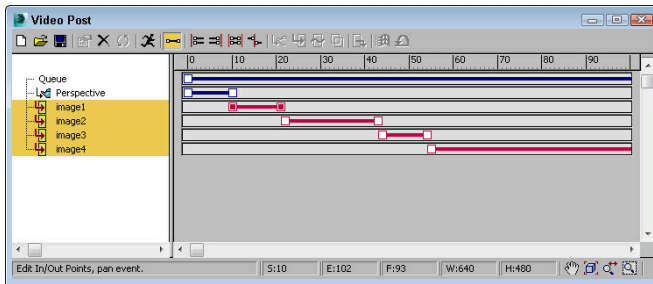 Video Post
0 10 20 30 40 50 60 70 80 90
Queue
Perspective
image1
image2
image3
image4
Edit In/Out Points, pan event.
S:10
E:102
F:93
W:640
H:480